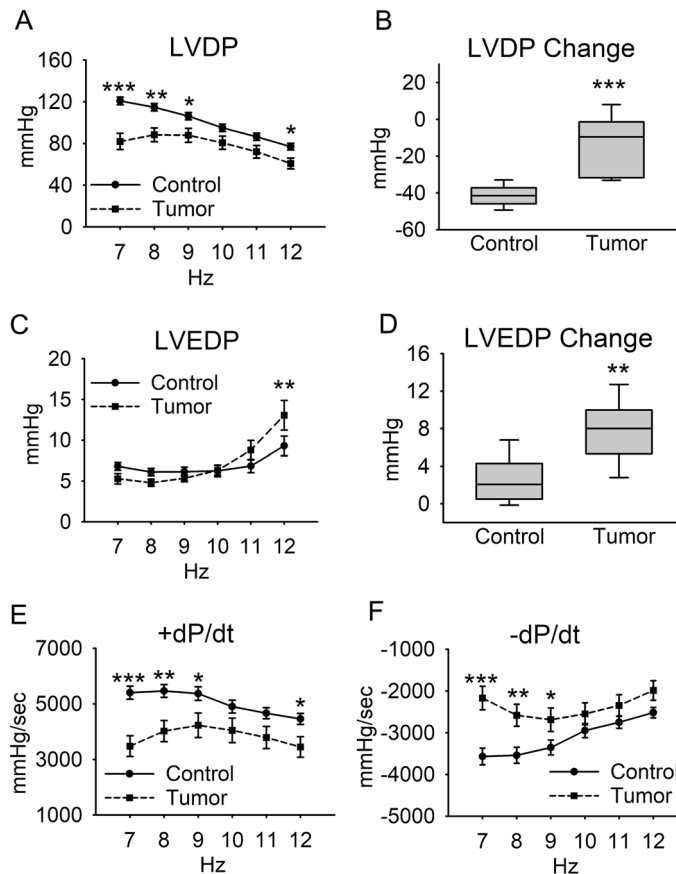 A
LVDP
160
120
80
40
0
mmHg
***
**
*
*
Control
Tumor
7 8 9 10 11 12
Hz
B
LVDP Change
20
0
-20
-40
-60
mmHg
***
Control Tumor
C
LVEDP
20
15
10
5
0
mmHg
Control
Tumor
**
7 8 9 10 11 12
Hz
D
LVEDP Change
16
12
8
4
0
mmHg
**
Control Tumor
E
+dP/dt
7000
5000
3000
1000
mmHg/sec
***
**
*
*
Control
Tumor
7 8 9 10 11 12
Hz
F
-dP/dt
-1000
-2000
-3000
-4000
-5000
mmHg/sec
***
**
*
Control
Tumor
7 8 9 10 11 12
Hz